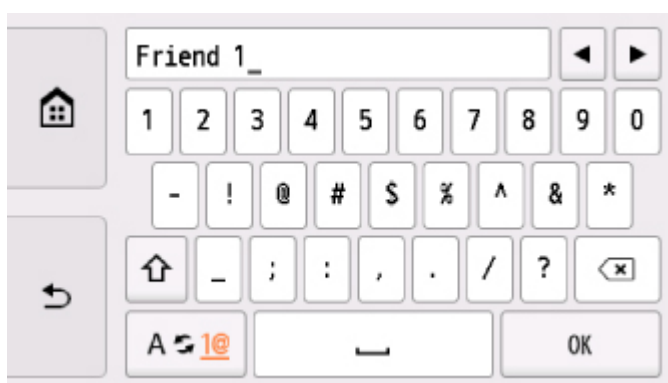 Friend 1_
1 2 3 4 5 6 7 8 9 0
- ! @ # $ % ^ & *
_ ; : , . / ?
A 1@ OK